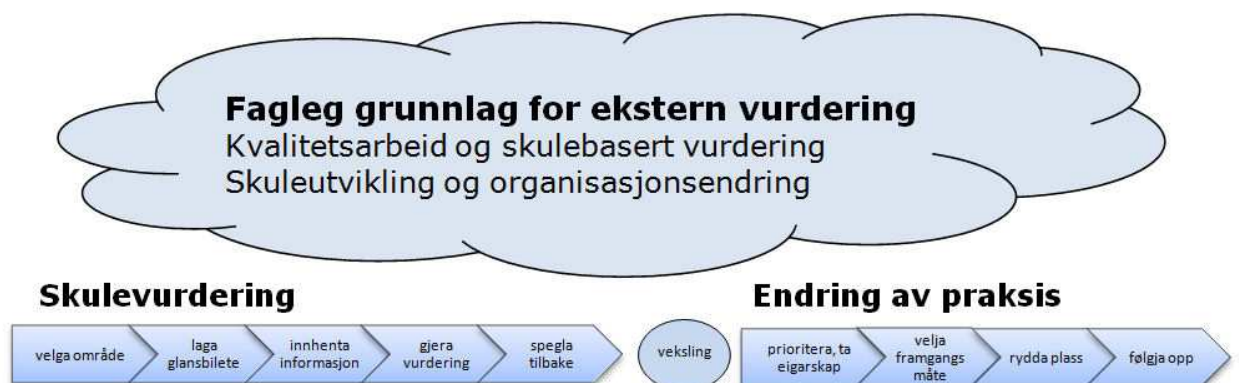 Fagleg grunnlag for ekstern vurdering
Kvalitetsarbeid og skulebasert vurdering
Skuleutvikling og organisasjonsendring
Skulevurdering
Endring av praksis
velga område
laga
glansbilete
innhenta
informasjon
gjera
vurdering
spegla
tilbake
veksling
prioritera, ta
eigarskap
velja
framgangs
måte
rydda plass
følgja opp